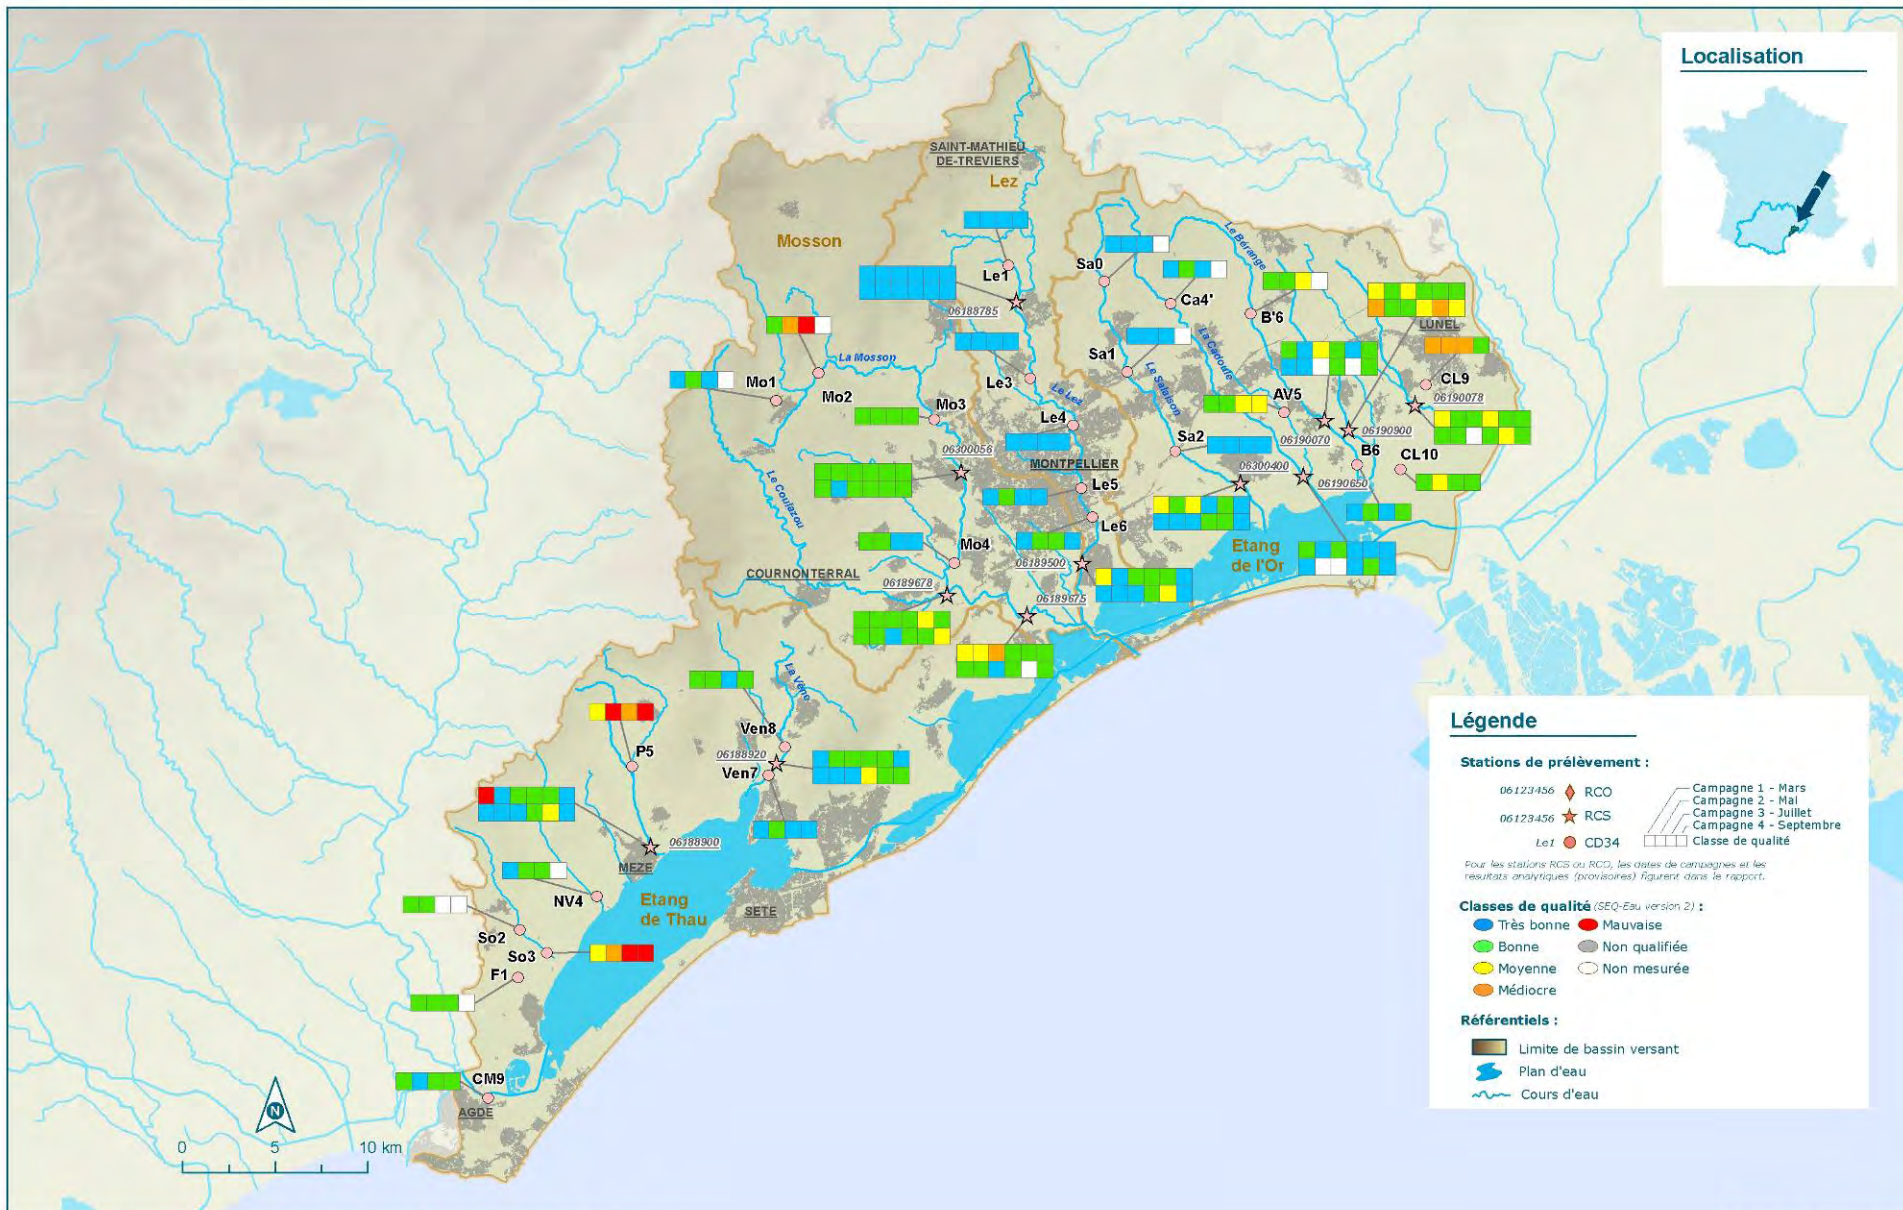 Localisation
SAINT-MATHIEU
DE-TREVIERS
Lez
Mosson
Le1
06188785
Sa0
Ca4'
Le Bérange
B'6
LUNEL
La Mosson
Mo1
Mo2
Mo3
Le3
Le Lez
Le4
Sa1
La Cadoule
Le Salaison
AV5
CL9
06190078
06190070
06190900
Sa2
B6
CL10
06300056
MONTPELLIER
06300400
06190650
Le5
Le6
Le Coulazou
Mo4
COURNONTERRAL
06189678
06189500
06189675
Etang
de l'Or
La Vène
Ven8
06188920
Ven7
P5
06188900
MEZE
NV4
Etang
de Thau
SETE
So2
So3
F1
CM9
AGDE
N
0 5 10 km
Légende
Stations de prélèvement :
06123456 RCO
06123456 RCS
Le1 CD34
Campagne 1 - Mars
Campagne 2 - Mai
Campagne 3 - Juillet
Campagne 4 - Septembre
Classe de qualité
Pour les stations RCS ou RCO, les dates de campagnes et les
résultats analytiques (provisoires) figurent dans le rapport.
Classes de qualité (SEQ-Eau version 2) :
Très bonne
Mauvaise
Bonne
Non qualifiée
Moyenne
Non mesurée
Médiocre
Référentiels :
Limite de bassin versant
Plan d'eau
Cours d'eau